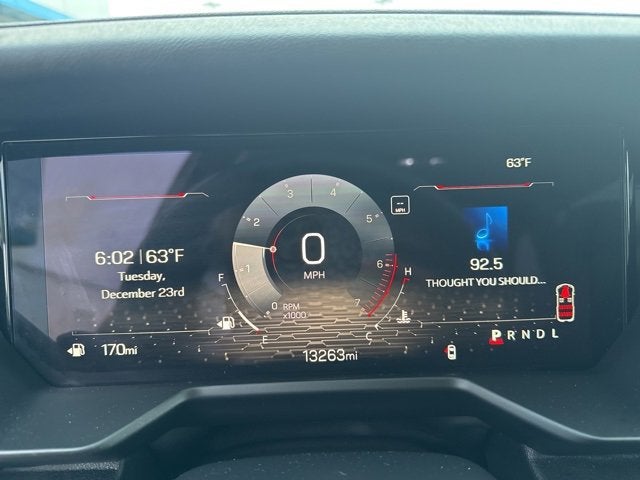 63°F
3 4
2 5
-- MPH
6:02 | 63°F
Tuesday,
December 23rd
0
MPH
1 6
92.5
THOUGHT YOU SHOULD...
F H
0 RPM 7
x1000
E C
170mi
13263mi
P R N D L